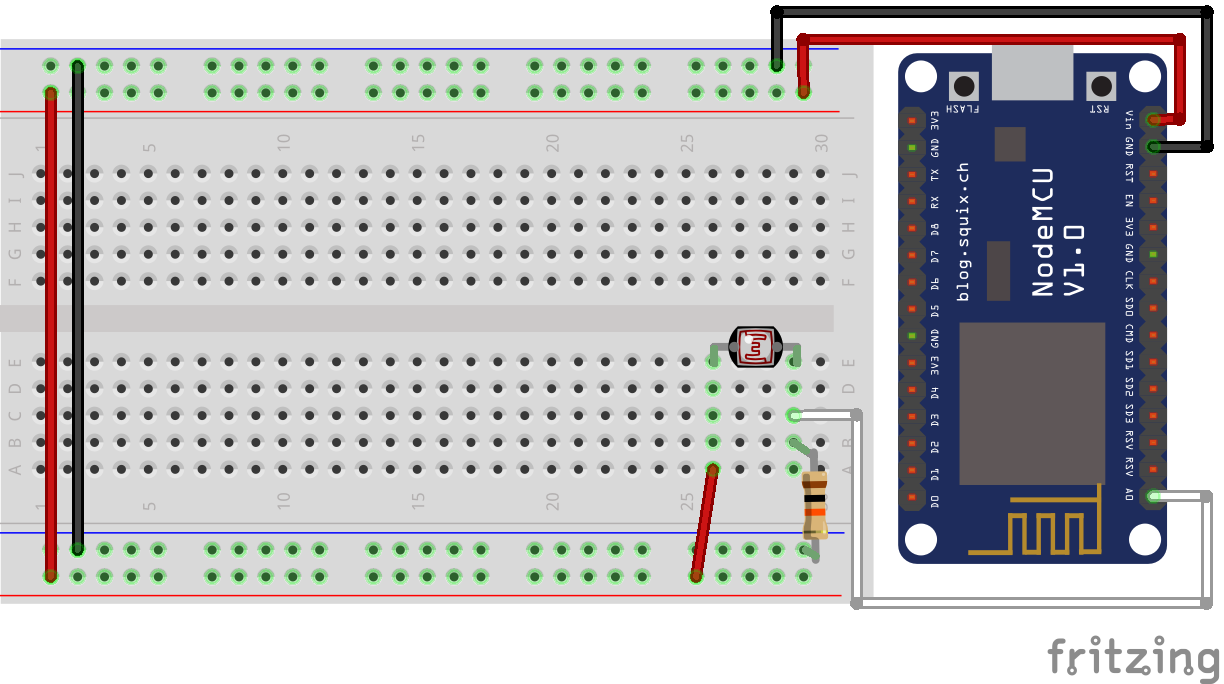 1 5 10 15 20 25 30
J J
I I
H H
G G
F F
E E
D D
C
B B
A A
1 5 10 15 20 25
FLASH
RST
3V3
GND
TX
RX
D8
D7
D6
D5
GND
3V3
D4
D3
D2
D1
D0
blog.squix.ch
NodeMCU
V1.0
Vin
GND
RST
EN
3V3
GND
CLK
SD0
CMD
SD1
SD2
SD3
RSV
RSV
A0
fritzing